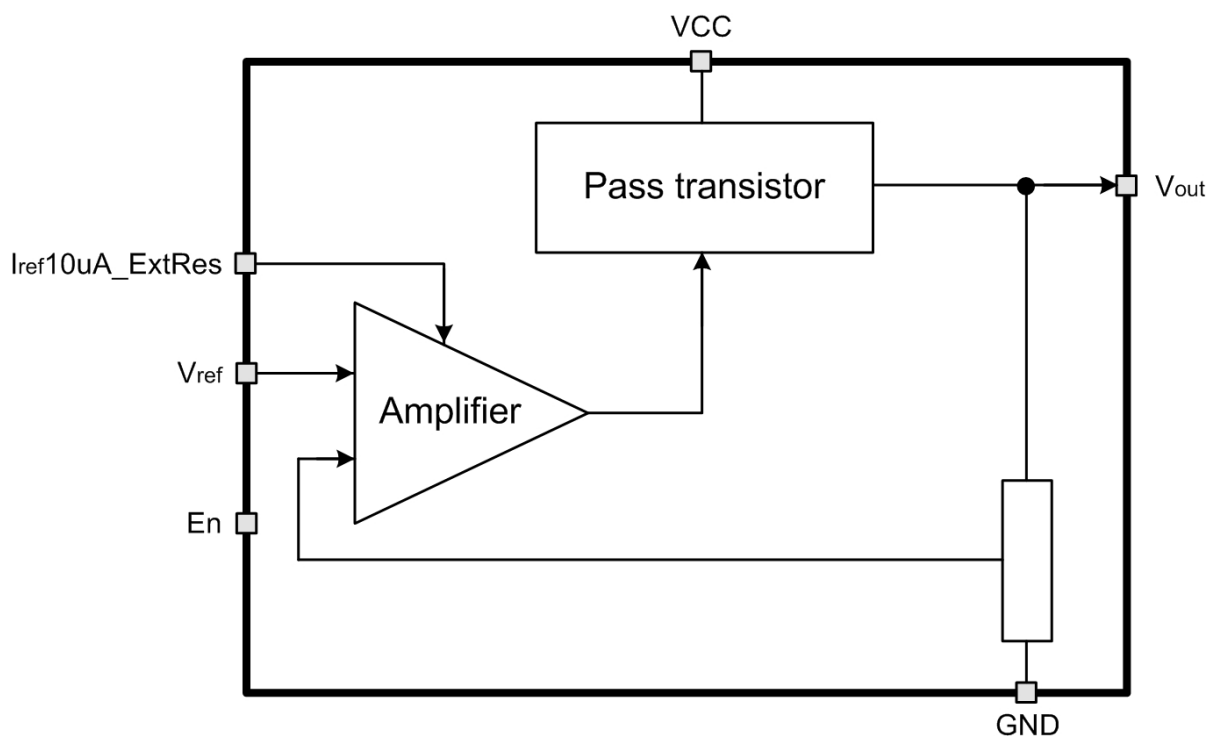 VCC
Pass transistor
Vout
Iref10uA_ExtRes
Vref
Amplifier
En
GND